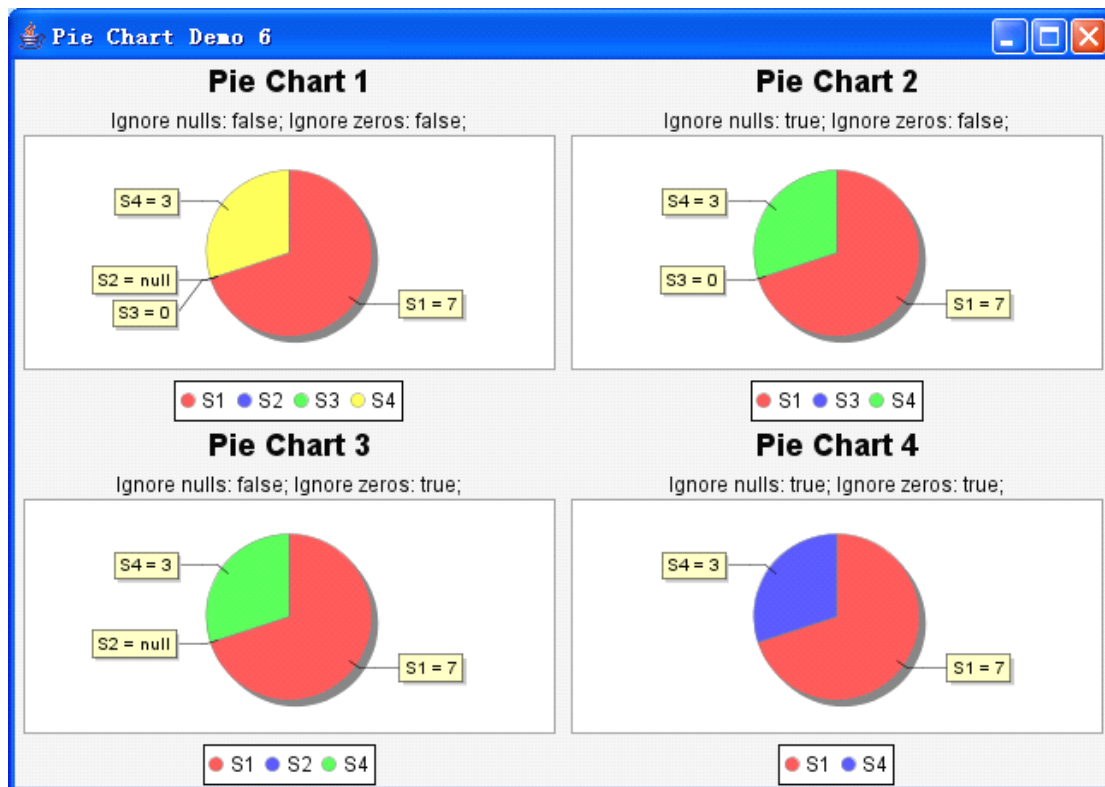 Pie Chart Demo 6
Pie Chart 1
Ignore nulls: false; Ignore zeros: false;
S4 = 3
S2 = null
S3 = 0
S1 = 7
S1 S2 S3 S4
Pie Chart 2
Ignore nulls: true; Ignore zeros: false;
S4 = 3
S3 = 0
S1 = 7
S1 S3 S4
Pie Chart 3
Ignore nulls: false; Ignore zeros: true;
S4 = 3
S2 = null
S1 = 7
S1 S2 S4
Pie Chart 4
Ignore nulls: true; Ignore zeros: true;
S4 = 3
S1 = 7
S1 S4